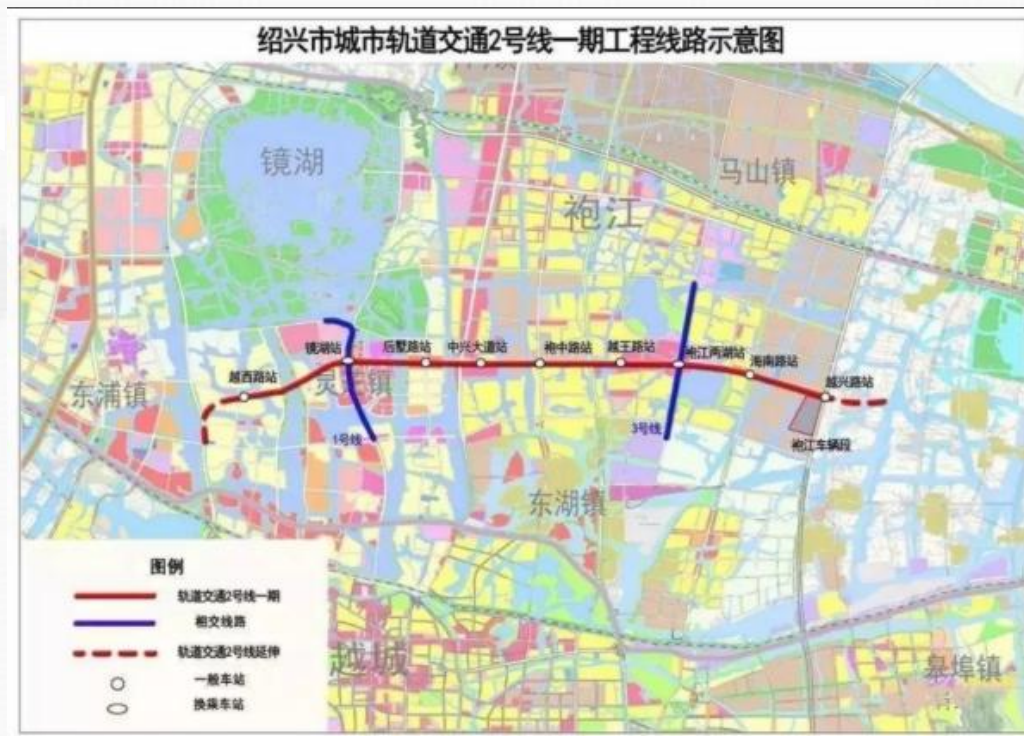 绍兴市城市轨道交通2号线一期工程线路示意图
镜湖
马山镇
袍江
镜湖站
后墅路站
中兴大道站
袍中路站
越王路站
袍江两湖站
海南路站
越西路站
越兴路站
东浦镇
灵芝镇
1号线
3号线
袍江车辆段
东湖镇
图例
轨道交通2号线一期
相交线路
轨道交通2号线延伸
一般车站
换乘车站
越城
皋埠镇